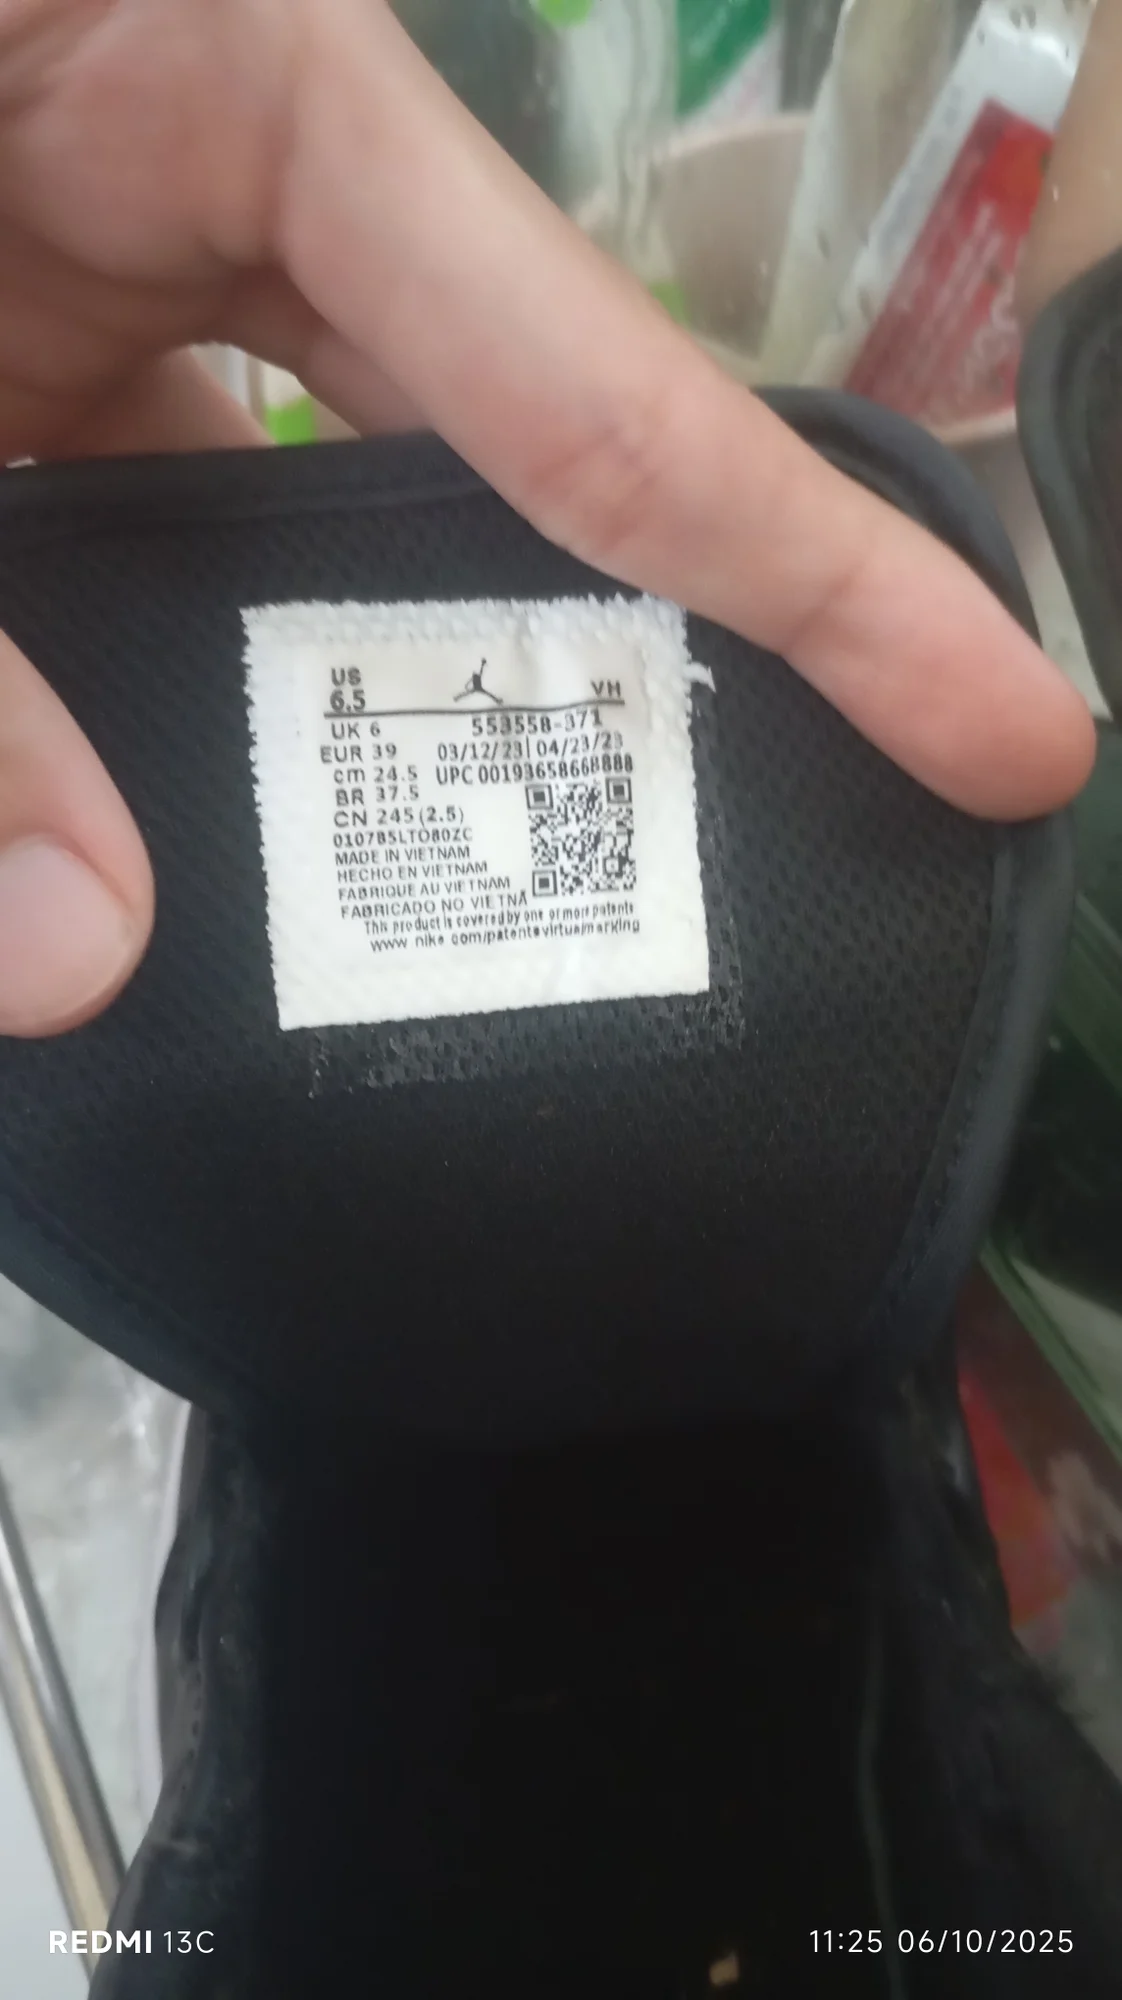 US
6.5
VH
UK 6
553558-371
EUR 39
03/12/23| 04/23/23
cm 24.5
UPC 00193658668888
BR 37.5
CN 245(2.5)
010785LTO80ZC
MADE IN VIETNAM
HECHO EN VIETNAM
FABRIQUE AU VIETNAM
FABRICADO NO VIETNA
This product is covered by one or more patents
www nike com/patentsvirtualmarking
REDMI 13C
11:25 06/10/2025